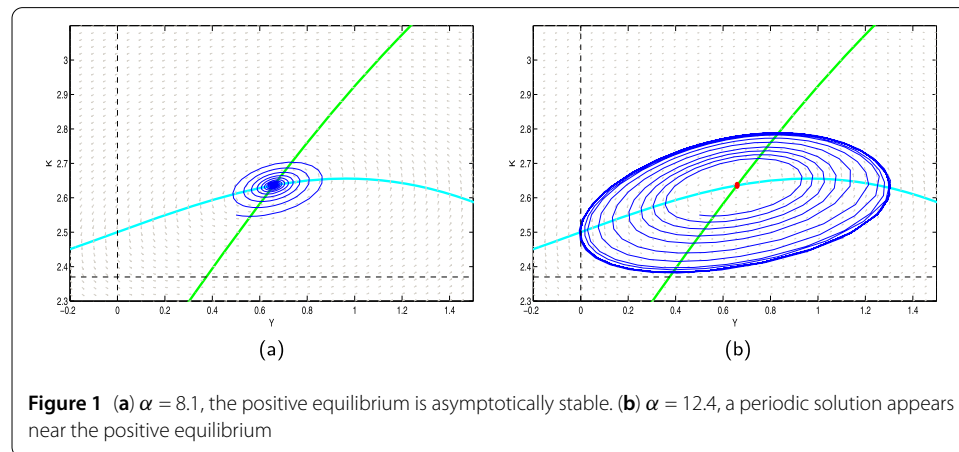 3
2.9
2.8
2.7
2.6
2.5
2.4
2.3
K
-0.2 0 0.2 0.4 0.6 0.8 1 1.2 1.4
Y
(a)
3
2.9
2.8
2.7
2.6
2.5
2.4
2.3
K
-0.2 0 0.2 0.4 0.6 0.8 1 1.2 1.4
Y
(b)
Figure 1 (a) α = 8.1, the positive equilibrium is asymptotically stable. (b) α = 12.4, a periodic solution appears
near the positive equilibrium